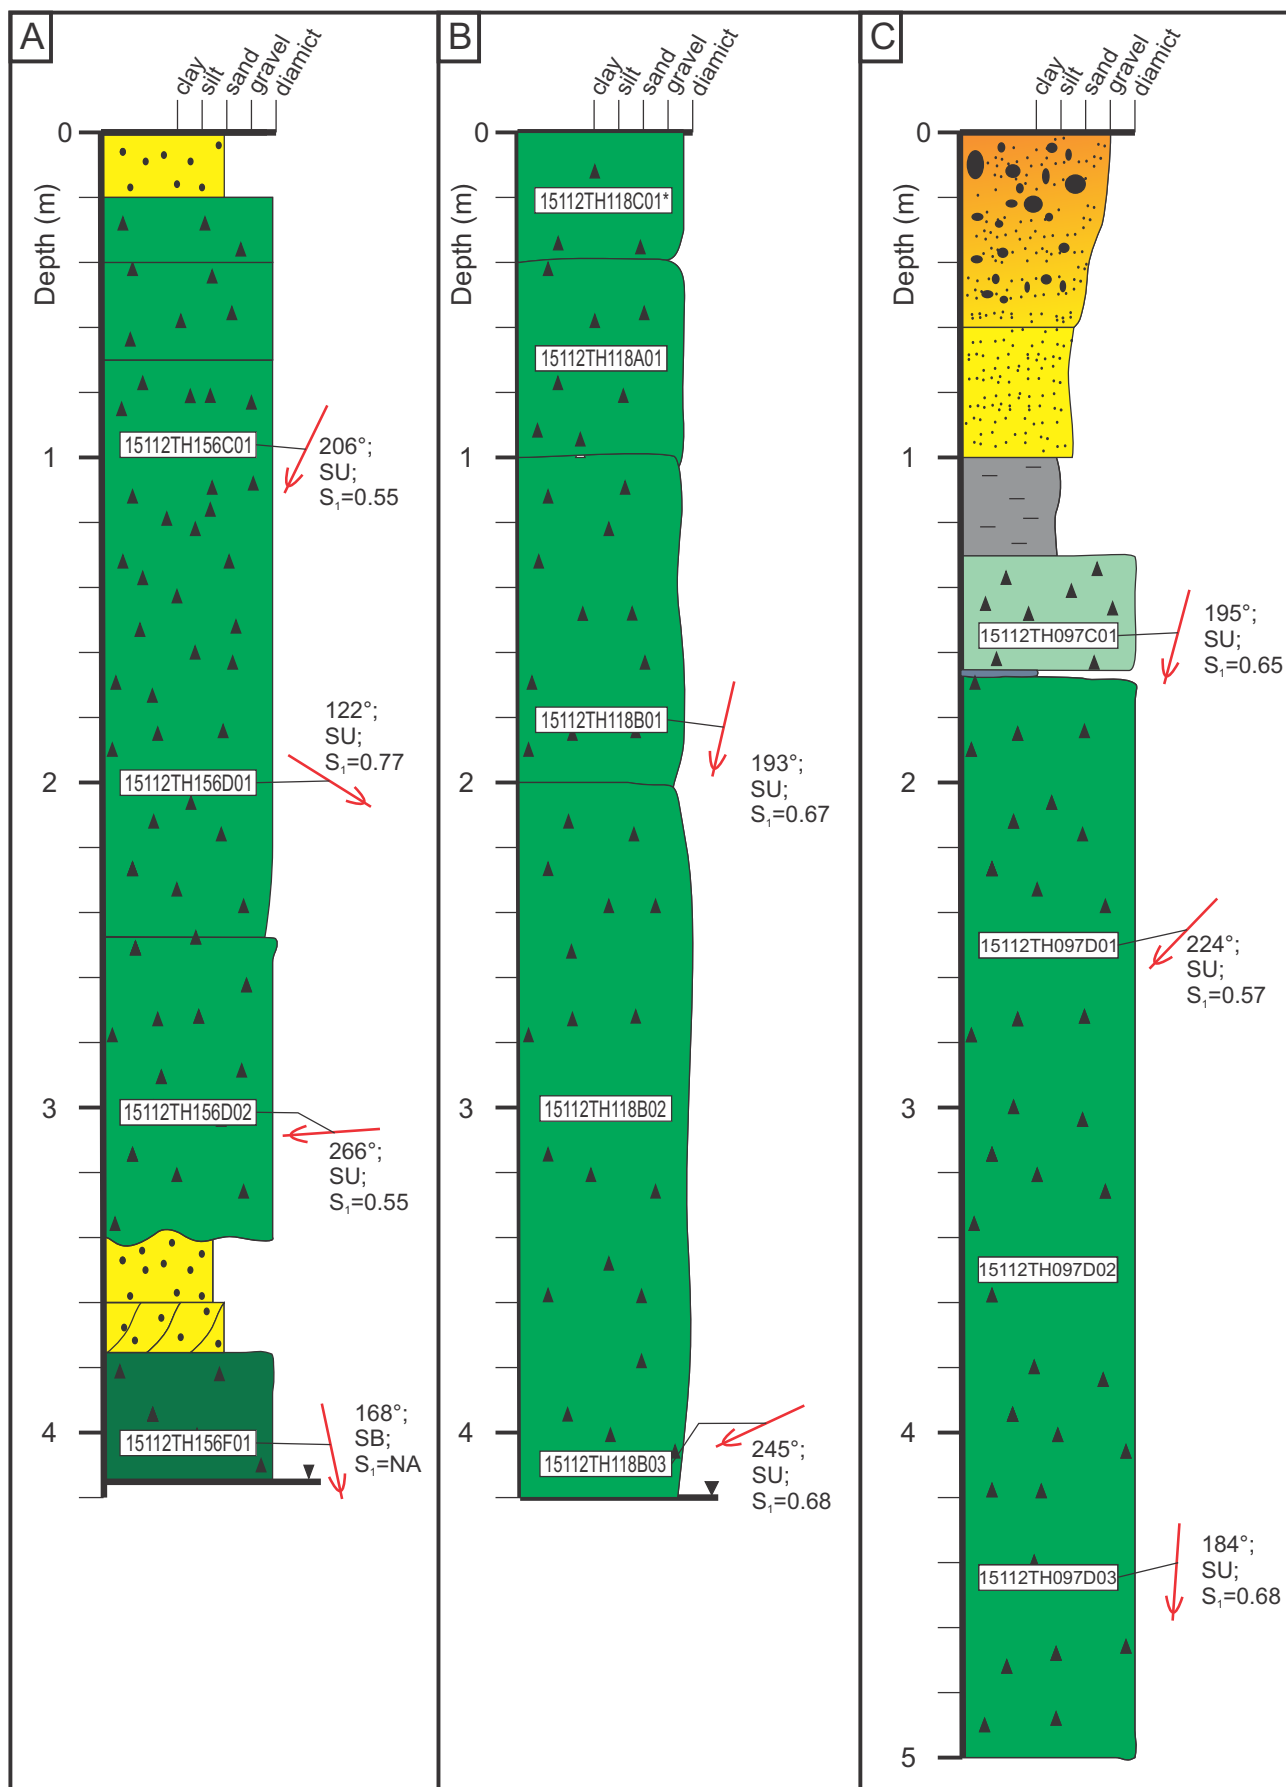 A
clay
silt
sand
gravel
diamict
Depth (m)
0
1
2
3
4
15112TH156C01
206°;
SU;
S₁=0.55
122°;
SU;
S₁=0.77
15112TH156D01
15112TH156D02
266°;
SU;
S₁=0.55
15112TH156F01
168°;
SB;
S₁=NA
B
clay
silt
sand
gravel
diamict
Depth (m)
0
1
2
3
4
15112TH118C01*
15112TH118A01
15112TH118B01
193°;
SU;
S₁=0.67
15112TH118B02
15112TH118B03
245°;
SU;
S₁=0.68
C
clay
silt
sand
gravel
diamict
Depth (m)
0
1
2
3
4
5
15112TH097C01
195°;
SU;
S₁=0.65
15112TH097D01
224°;
SU;
S₁=0.57
15112TH097D02
15112TH097D03
184°;
SU;
S₁=0.68